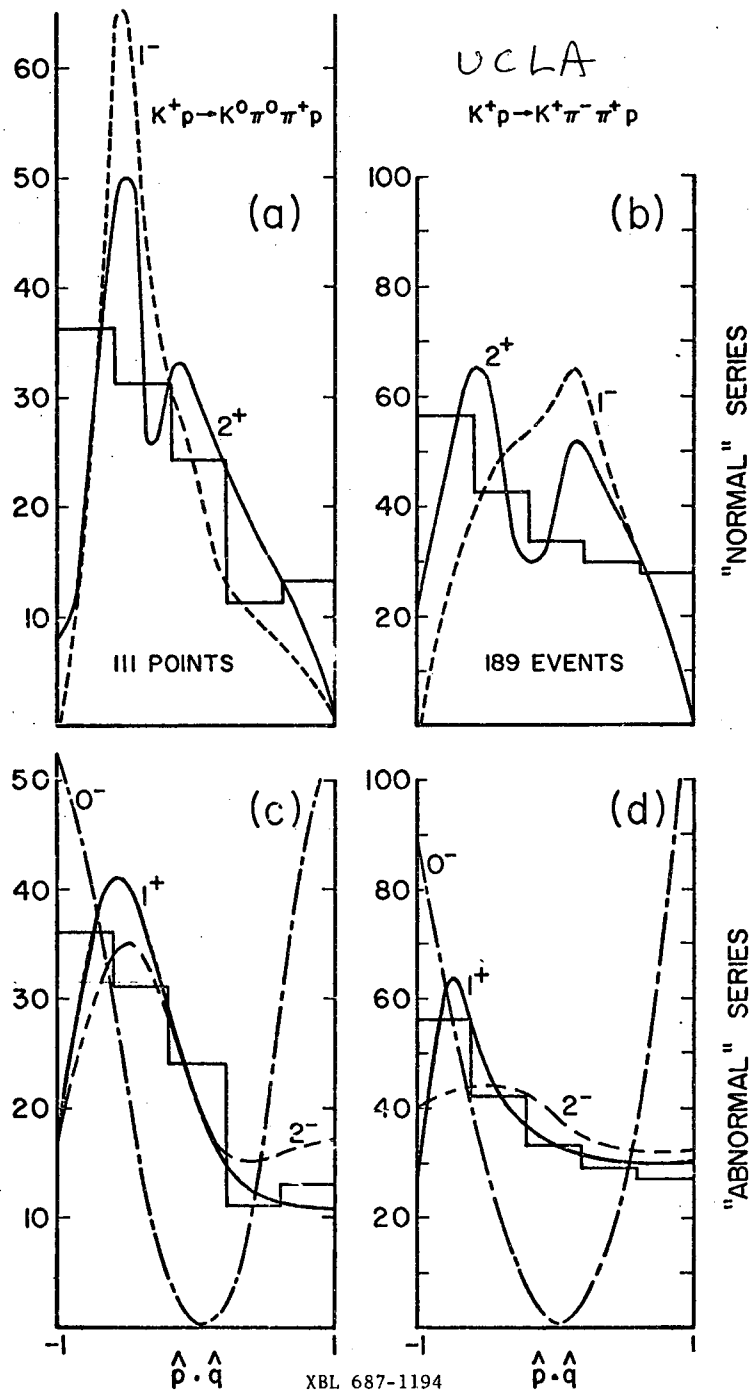 UCLA
K⁺p→K⁰π⁰π⁺p
K⁺p→K⁺π⁻π⁺p
60
50
40
30
20
10
1⁻
(a)
2⁺
111 POINTS
100
80
60
40
20
(b)
2⁺
1⁻
189 EVENTS
"NORMAL" SERIES
50
40
30
20
10
0⁻
(c)
1⁺
2⁻
-1
1
p̂·q̂
100
80
60
40
20
0⁻
(d)
1⁺
2⁻
-1
1
p̂·q̂
"ABNORMAL" SERIES
XBL 687-1194